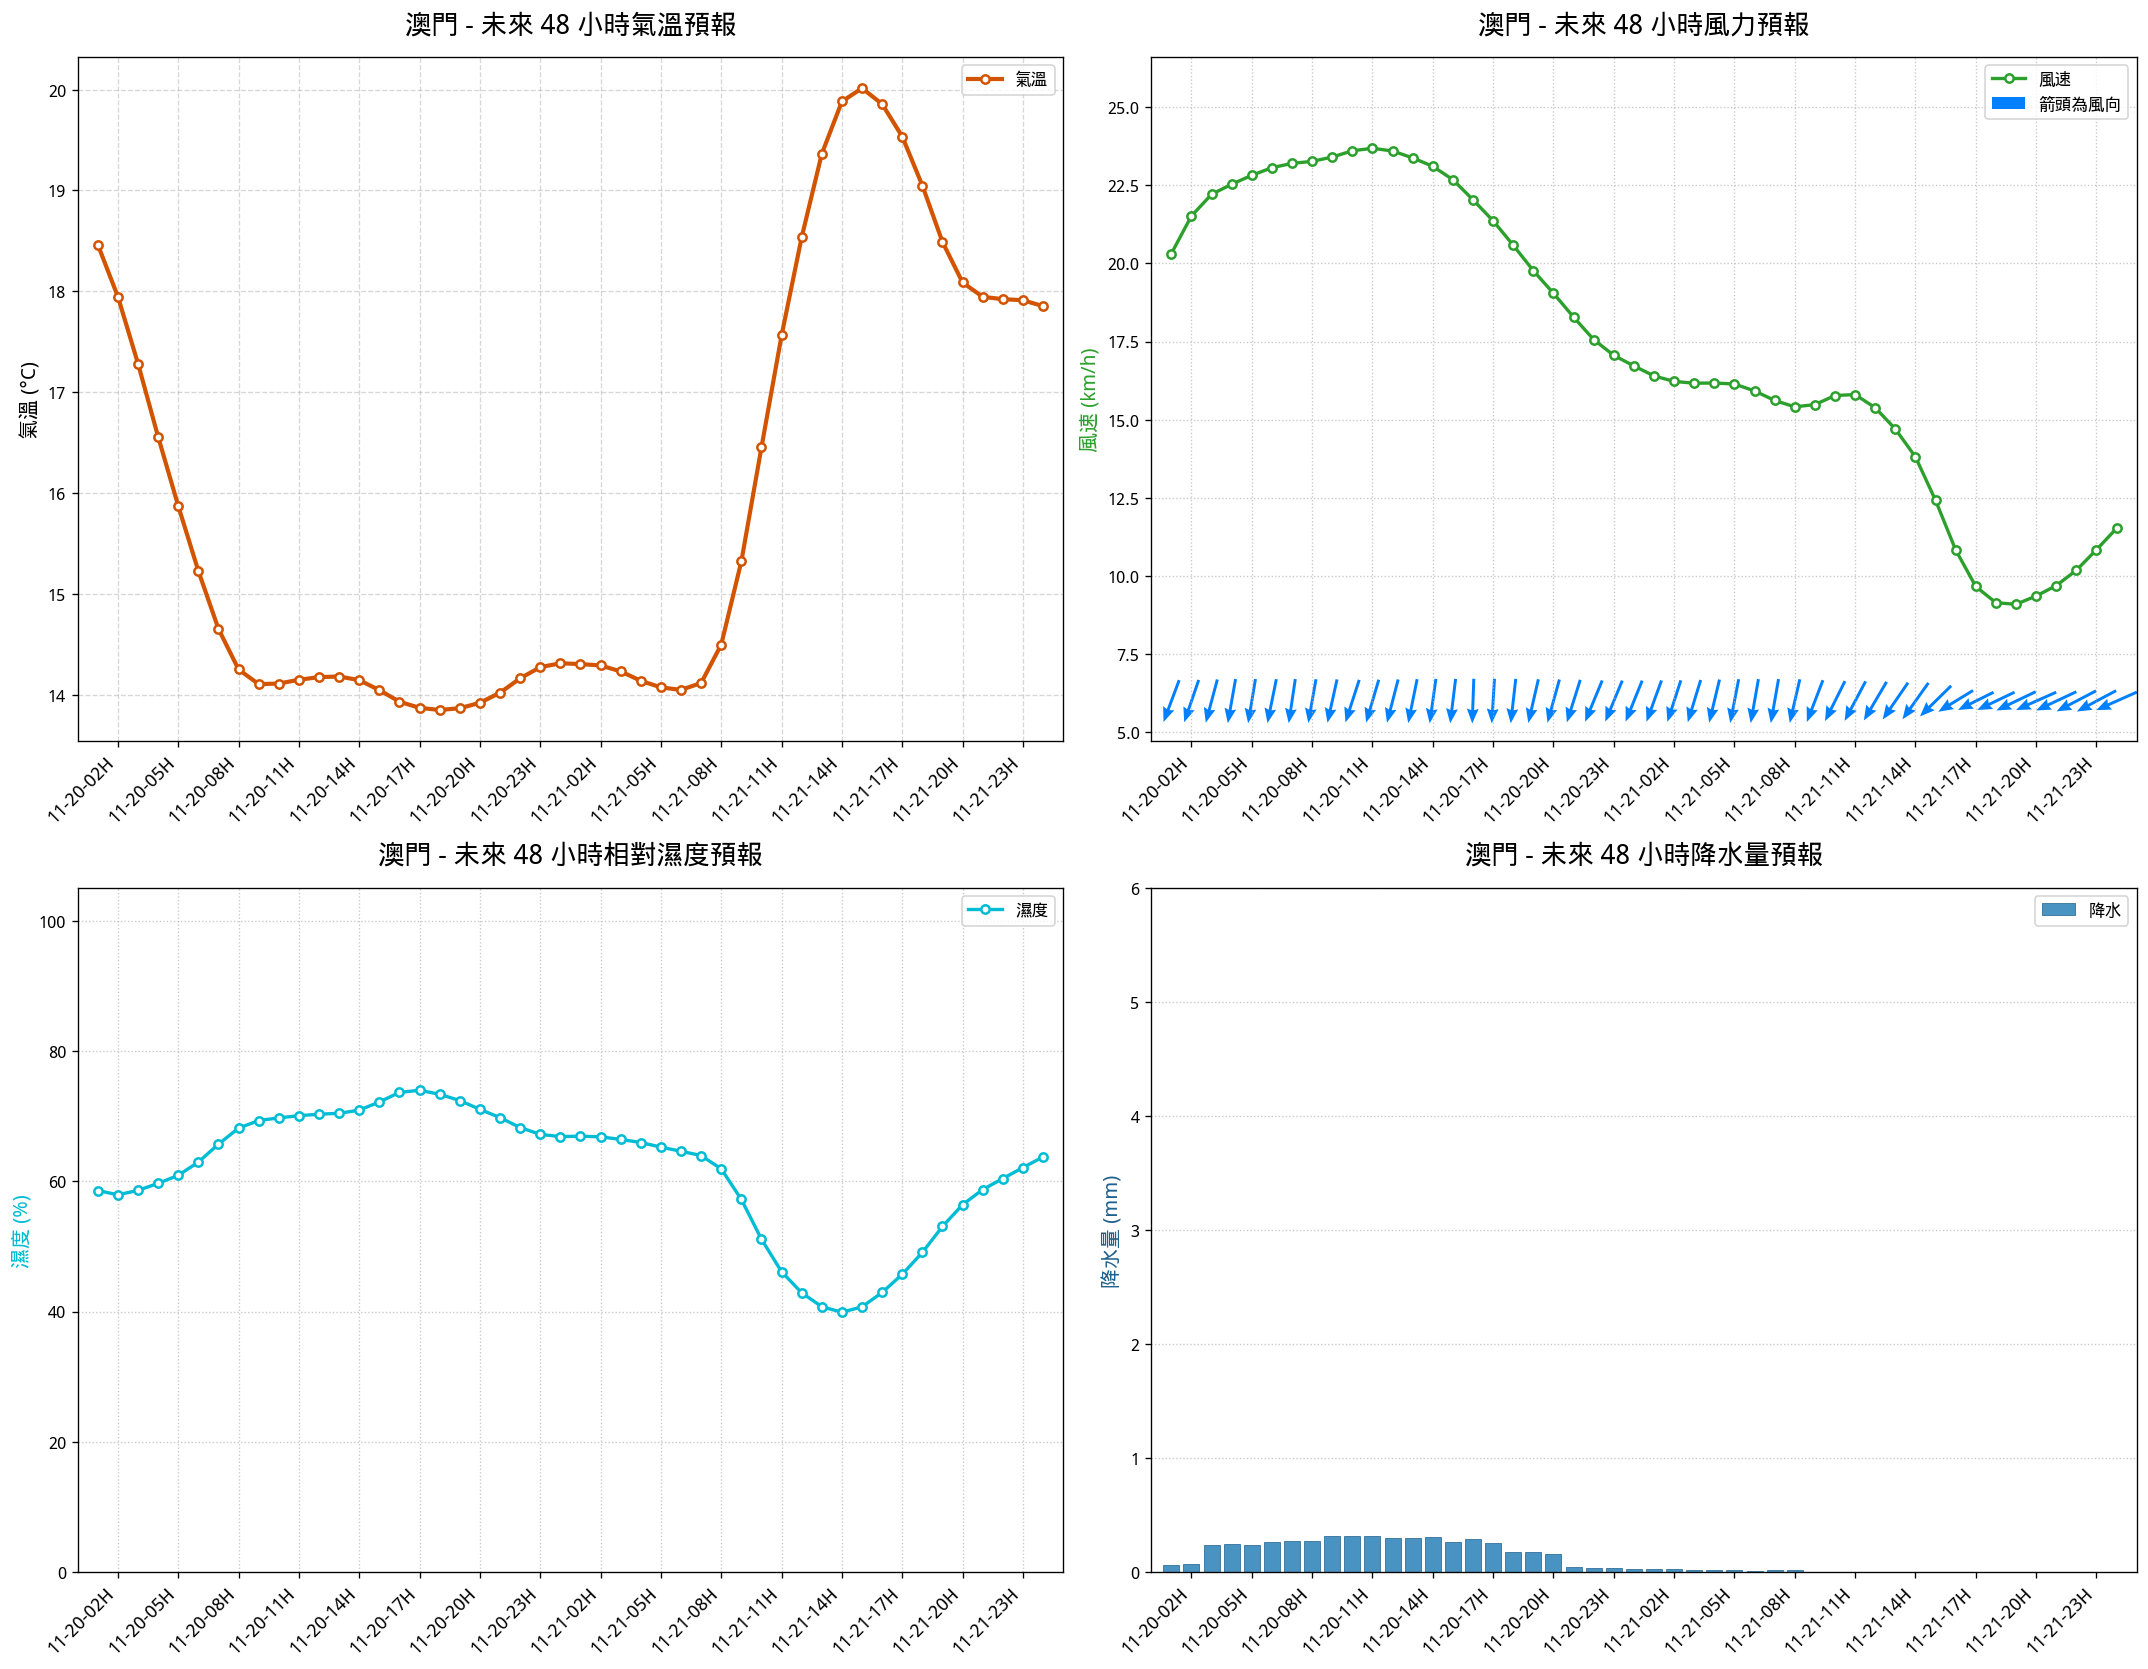 澳門 - 未來 48 小時氣溫預報
氣溫
氣溫 (°C)
20
19
18
17
16
15
14
11-20-02H
11-20-05H
11-20-08H
11-20-11H
11-20-14H
11-20-17H
11-20-20H
11-20-23H
11-21-02H
11-21-05H
11-21-08H
11-21-11H
11-21-14H
11-21-17H
11-21-20H
11-21-23H
澳門 - 未來 48 小時風力預報
風速
箭頭為風向
風速 (km/h)
25.0
22.5
20.0
17.5
15.0
12.5
10.0
7.5
5.0
11-20-02H
11-20-05H
11-20-08H
11-20-11H
11-20-14H
11-20-17H
11-20-20H
11-20-23H
11-21-02H
11-21-05H
11-21-08H
11-21-11H
11-21-14H
11-21-17H
11-21-20H
11-21-23H
澳門 - 未來 48 小時相對濕度預報
濕度
濕度 (%)
100
80
60
40
20
0
11-20-02H
11-20-05H
11-20-08H
11-20-11H
11-20-14H
11-20-17H
11-20-20H
11-20-23H
11-21-02H
11-21-05H
11-21-08H
11-21-11H
11-21-14H
11-21-17H
11-21-20H
11-21-23H
澳門 - 未來 48 小時降水量預報
降水
降水量 (mm)
6
5
4
3
2
1
0
11-20-02H
11-20-05H
11-20-08H
11-20-11H
11-20-14H
11-20-17H
11-20-20H
11-20-23H
11-21-02H
11-21-05H
11-21-08H
11-21-11H
11-21-14H
11-21-17H
11-21-20H
11-21-23H